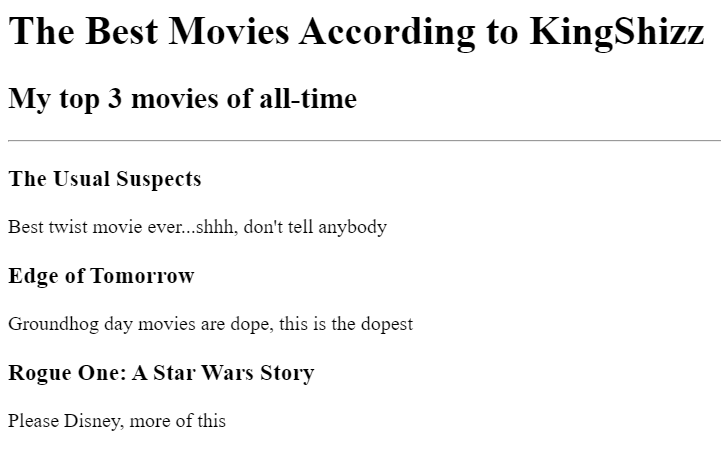 The Best Movies According to KingShizz
My top 3 movies of all-time
The Usual Suspects
Best twist movie ever...shhh, don't tell anybody
Edge of Tomorrow
Groundhog day movies are dope, this is the dopest
Rogue One: A Star Wars Story
Please Disney, more of this